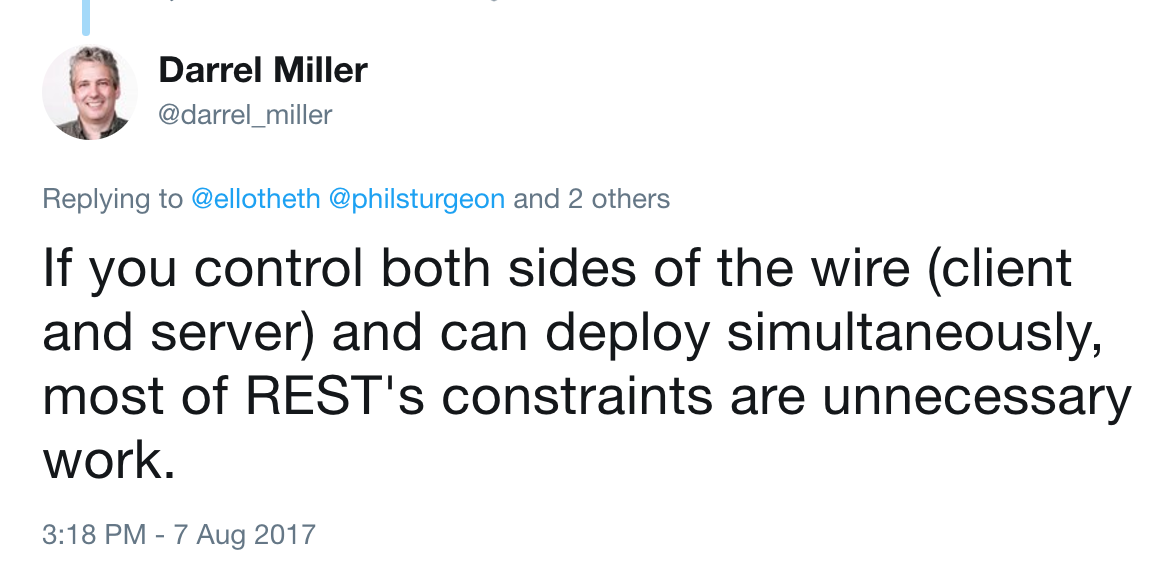 Darrel Miller
@darrel_miller
Replying to @ellotheth @philsturgeon and 2 others
If you control both sides of the wire (client
and server) and can deploy simultaneously,
most of REST's constraints are unnecessary
work.
3:18 PM - 7 Aug 2017